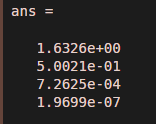 ans =
1.6326e+00
5.0021e-01
7.2625e-04
1.9699e-07